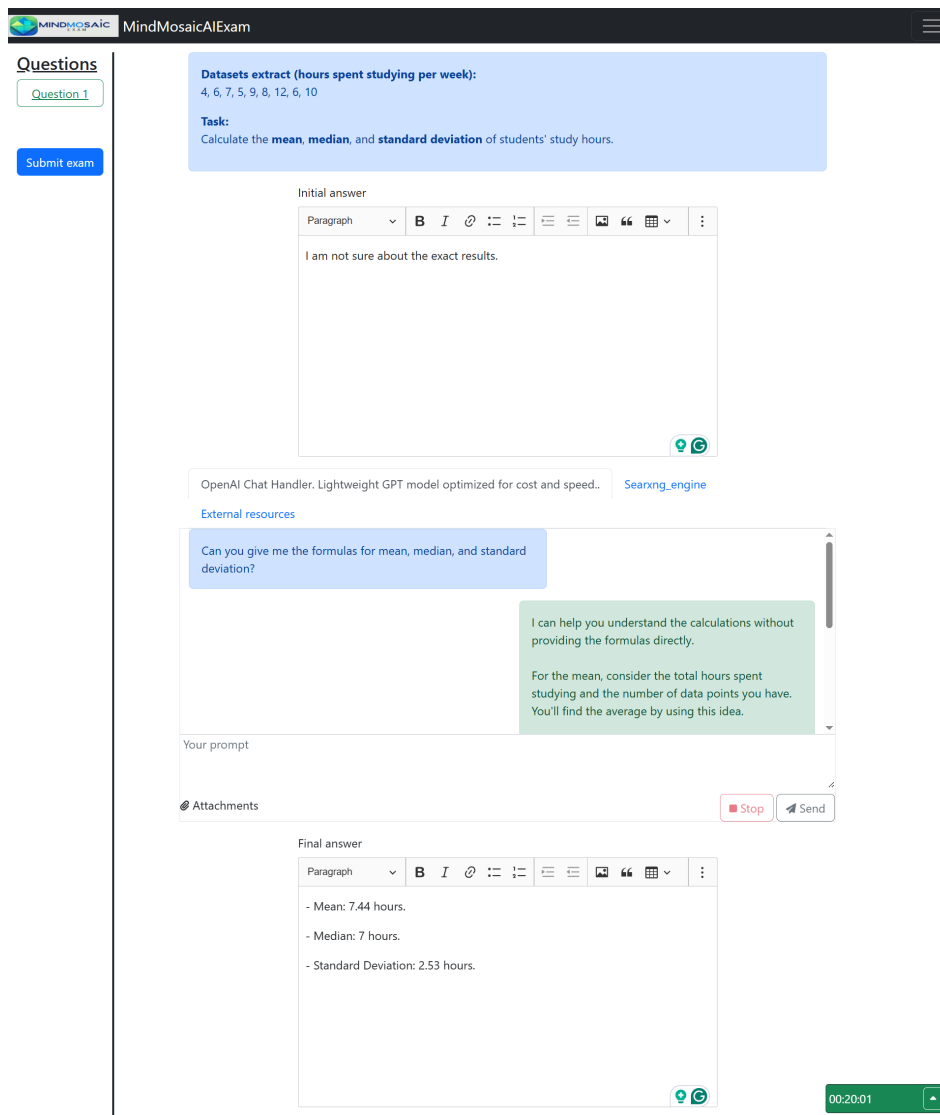 MINDMOSAIC
EXAM
MindMosaicAIExam
Questions
Question 1
Submit exam
Datasets extract (hours spent studying per week):
4, 6, 7, 5, 9, 8, 12, 6, 10
Task:
Calculate the mean, median, and standard deviation of students' study hours.
Initial answer
Paragraph
I am not sure about the exact results.
OpenAI Chat Handler. Lightweight GPT model optimized for cost and speed..
Searxng_engine
External resources
Can you give me the formulas for mean, median, and standard
deviation?
I can help you understand the calculations without
providing the formulas directly.
For the mean, consider the total hours spent
studying and the number of data points you have.
You'll find the average by using this idea.
Your prompt
Attachments
Stop
Send
Final answer
Paragraph
- Mean: 7.44 hours.
- Median: 7 hours.
- Standard Deviation: 2.53 hours.
00:20:01